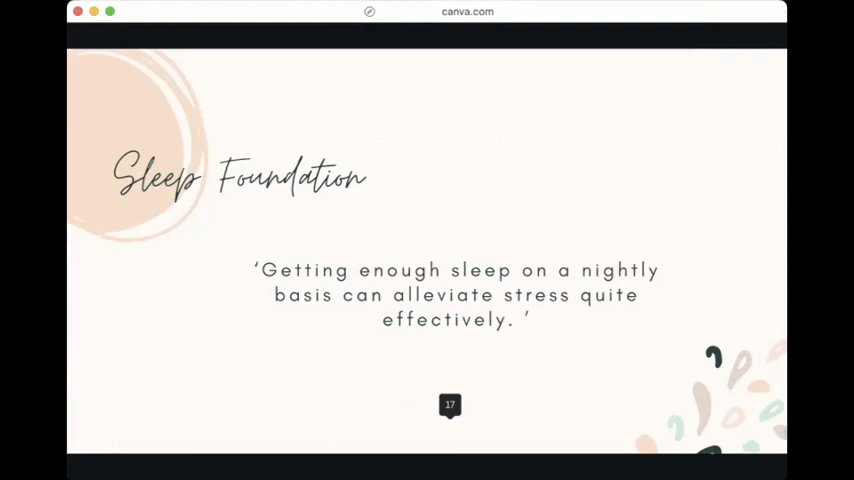 canva.com
Sleep Foundation
‘Getting enough sleep on a nightly
basis can alleviate stress quite
effectively. ’
17